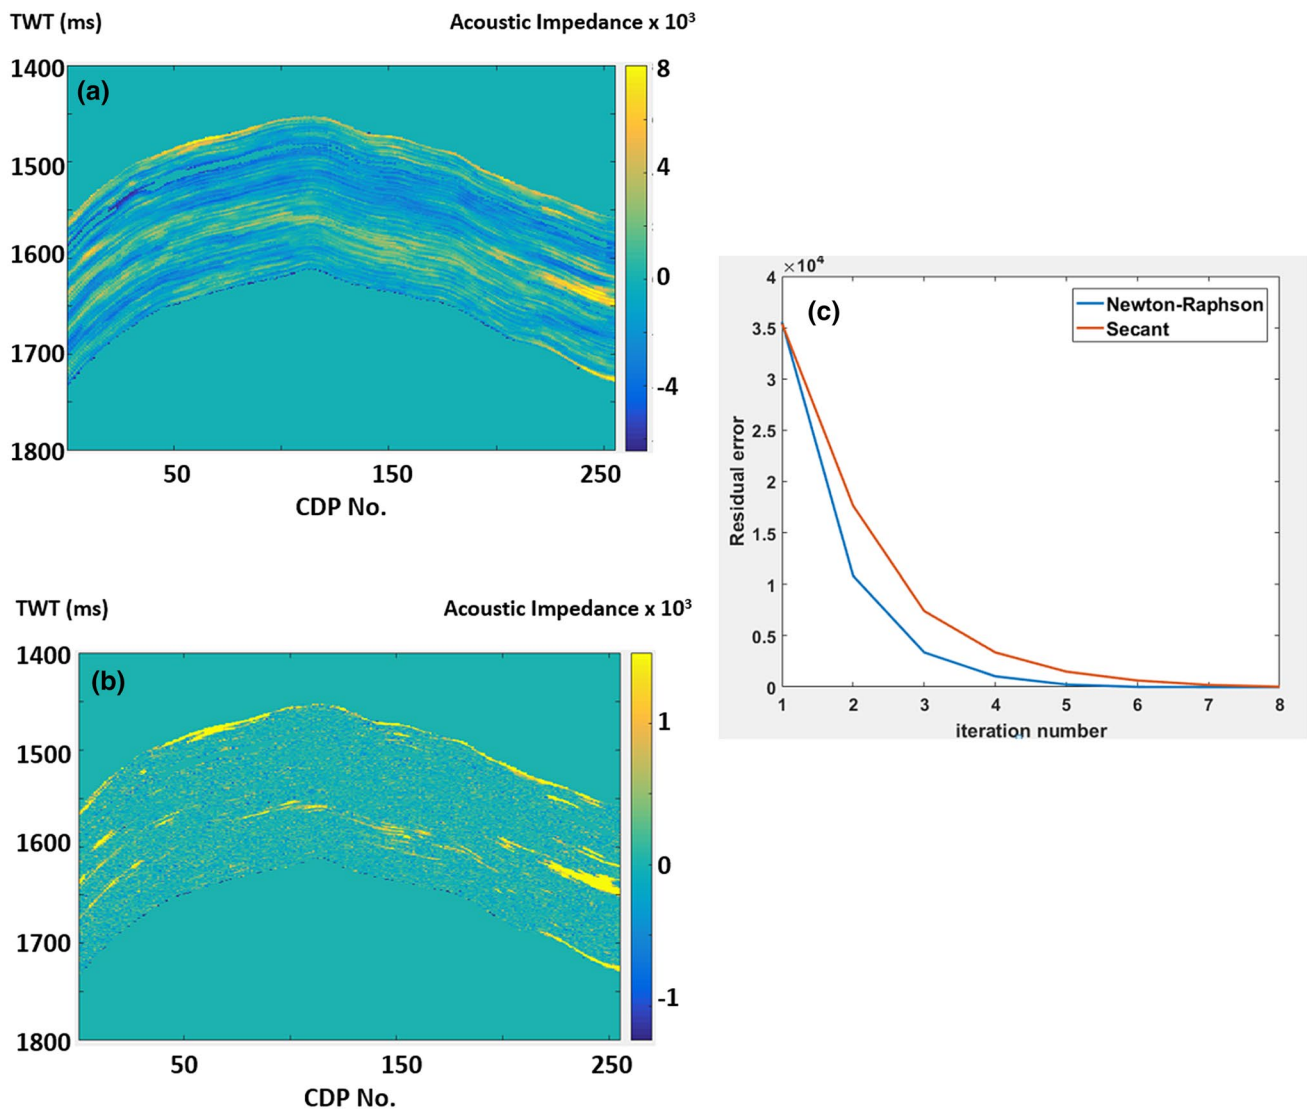 TWT (ms) Acoustic Impedance x 10³
(a)
1400
1500
1600
1700
1800
8
4
0
-4
50 150 250
CDP No.
×10⁴
(c)
Newton-Raphson
Secant
4
3.5
3
2.5
2
1.5
1
0.5
0
Residual error
1 2 3 4 5 6 7 8
iteration number
TWT (ms) Acoustic Impedance x 10³
(b)
1400
1500
1600
1700
1800
1
0
-1
50 150 250
CDP No.